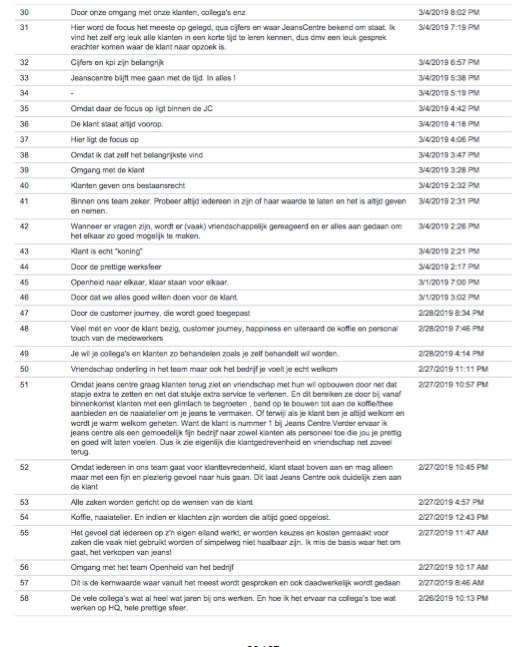 30 Door onze omgang met onze klanten, collega's enz 3/4/2019 8:02 PM
31 Hier word de focus het meeste op gelegd, qua cijfers en waar JeansCentre bekend om staat. Ik 3/4/2019 7:19 PM
vind het zelf erg leuk alle klanten in een korte tijd te leren kennen, dus dmv een leuk gesprek
erachter komen waar de klant naar opzoek is.
32 Cijfers en kpi zijn belangrijk 3/4/2019 6:57 PM
33 Jeanscentre blijft mee gaan met de tijd. In alles ! 3/4/2019 5:38 PM
34 - 3/4/2019 5:19 PM
35 Omdat daar de focus op ligt binnen de JC 3/4/2019 4:42 PM
36 De klant staat altijd voorop. 3/4/2019 4:18 PM
37 Hier ligt de focus op 3/4/2019 4:06 PM
38 Omdat ik dat zelf het belangrijkste vind 3/4/2019 3:47 PM
39 Omgang met de klant 3/4/2019 3:28 PM
40 Klanten geven ons bestaansrecht 3/4/2019 2:32 PM
41 Binnen ons team zeker. Probeer altijd iedereen in zijn of haar waarde te laten en het is altijd geven 3/4/2019 2:31 PM
en nemen.
42 Wanneer er vragen zijn, wordt er (vaak) vriendschappelijk gereageerd en er alles aan gedaan om 3/4/2019 2:26 PM
het elkaar zo goed mogelijk te maken.
43 Klant is echt "koning" 3/4/2019 2:21 PM
44 Door de prettige werksfeer 3/4/2019 2:17 PM
45 Openheid naar elkaar, klaar staan voor elkaar. 3/1/2019 7:00 PM
46 Door dat we alles goed willen doen voor de klant. 3/1/2019 3:02 PM
47 Door de customer journey, die wordt goed toegepast 2/28/2019 8:34 PM
48 Veel met en voor de klant bezig, customer journey, happiness en uiteraard de koffie en personal 2/28/2019 7:46 PM
touch van de medewerkers
49 Je wil je collega's en klanten zo behandelen zoals je zelf behandelt wil worden. 2/28/2019 4:14 PM
50 Vriendschap onderling in het team maar ook het bedrijf je voelt je echt welkom 2/27/2019 11:11 PM
51 Omdat jeans centre graag klanten terug ziet en vriendschap met hun wil opbouwen door net dat 2/27/2019 10:57 PM
stapje extra te zetten en net dat stukje extra service te verlenen. En dit bereiken ze door bij vanaf
binnenkomst klanten met een glimlach te begroeten , band op te bouwen tot aan de koffie/thee
aanbieden en de naaiatelier om je jeans te vermaken. Of terwijl als je klant ben je altijd welkom en
wordt je warm welkom geheten. Want de klant is nummer 1 bij Jeans Centre.Verder ervaar ik
jeans centre als een gemoedelijk fijn bedrijf naar zowel klanten als personeel toe die jou je prettig
en goed wilt laten voelen. Dus ik zie eigenlijk die klantgedrevenheid en vriendschap net zoveel
terug.
52 Omdat iedereen in ons team gaat voor klanttevredenheid, klant staat boven aan en mag alleen 2/27/2019 10:45 PM
maar met een fijn en plezierig gevoel naar huis gaan. Dit laat Jeans Centre ook duidelijk zien aan
de klant
53 Alle zaken worden gericht op de wensen van de klant 2/27/2019 4:57 PM
54 Koffie, naaiatelier. En indien er klachten zijn worden die altijd goed opgelost. 2/27/2019 12:43 PM
55 Het gevoel dat iedereen op z'n eigen eiland werkt, er worden keuzes en kosten gemaakt voor 2/27/2019 11:47 AM
zaken die vaak niet gebruikt worden of simpelweg niet haalbaar zijn. Ik mis de basis waar het om
gaat, het verkopen van jeans!
56 Omgang met het team Openheid van het bedrijf 2/27/2019 10:17 AM
57 Dit is de kernwaarde waar vanuit het meest wordt gesproken en ook daadwerkelijk wordt gedaan 2/27/2019 8:46 AM
58 De vele collega's wat al heel wat jaren bij ons werken. En hoe ik het ervaar na collega's toe wat 2/26/2019 10:13 PM
werken op HQ, hele prettige sfeer.